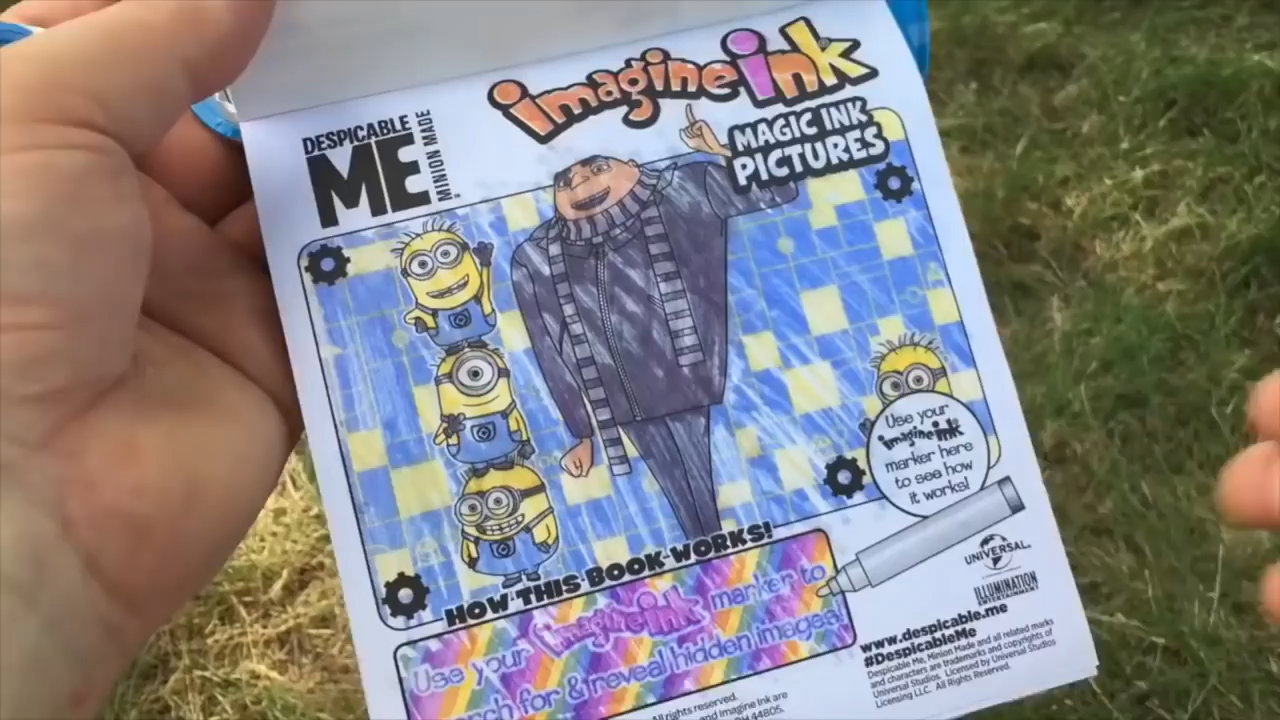 imagine ink
MAGIC INK
PICTURES
DESPICABLE
ME
MINION MADE
Use your
imagine ink
marker here
to see how
it works!
HOW THIS BOOK WORKS!
Use your imagine ink marker to
rch for & reveal hidden images!
UNIVERSAL
ILLUMINATION
ENTERTAINMENT
www.despicable.me
#DespicableMe
Despicable Me, Minion Made and all related marks
and characters are trademarks and copyrights of
Universal Studios. Licensed by Universal Studios
Licensing LLC. All Rights Reserved.
All rights reserved.
and Imagine Ink are
OH 44805.